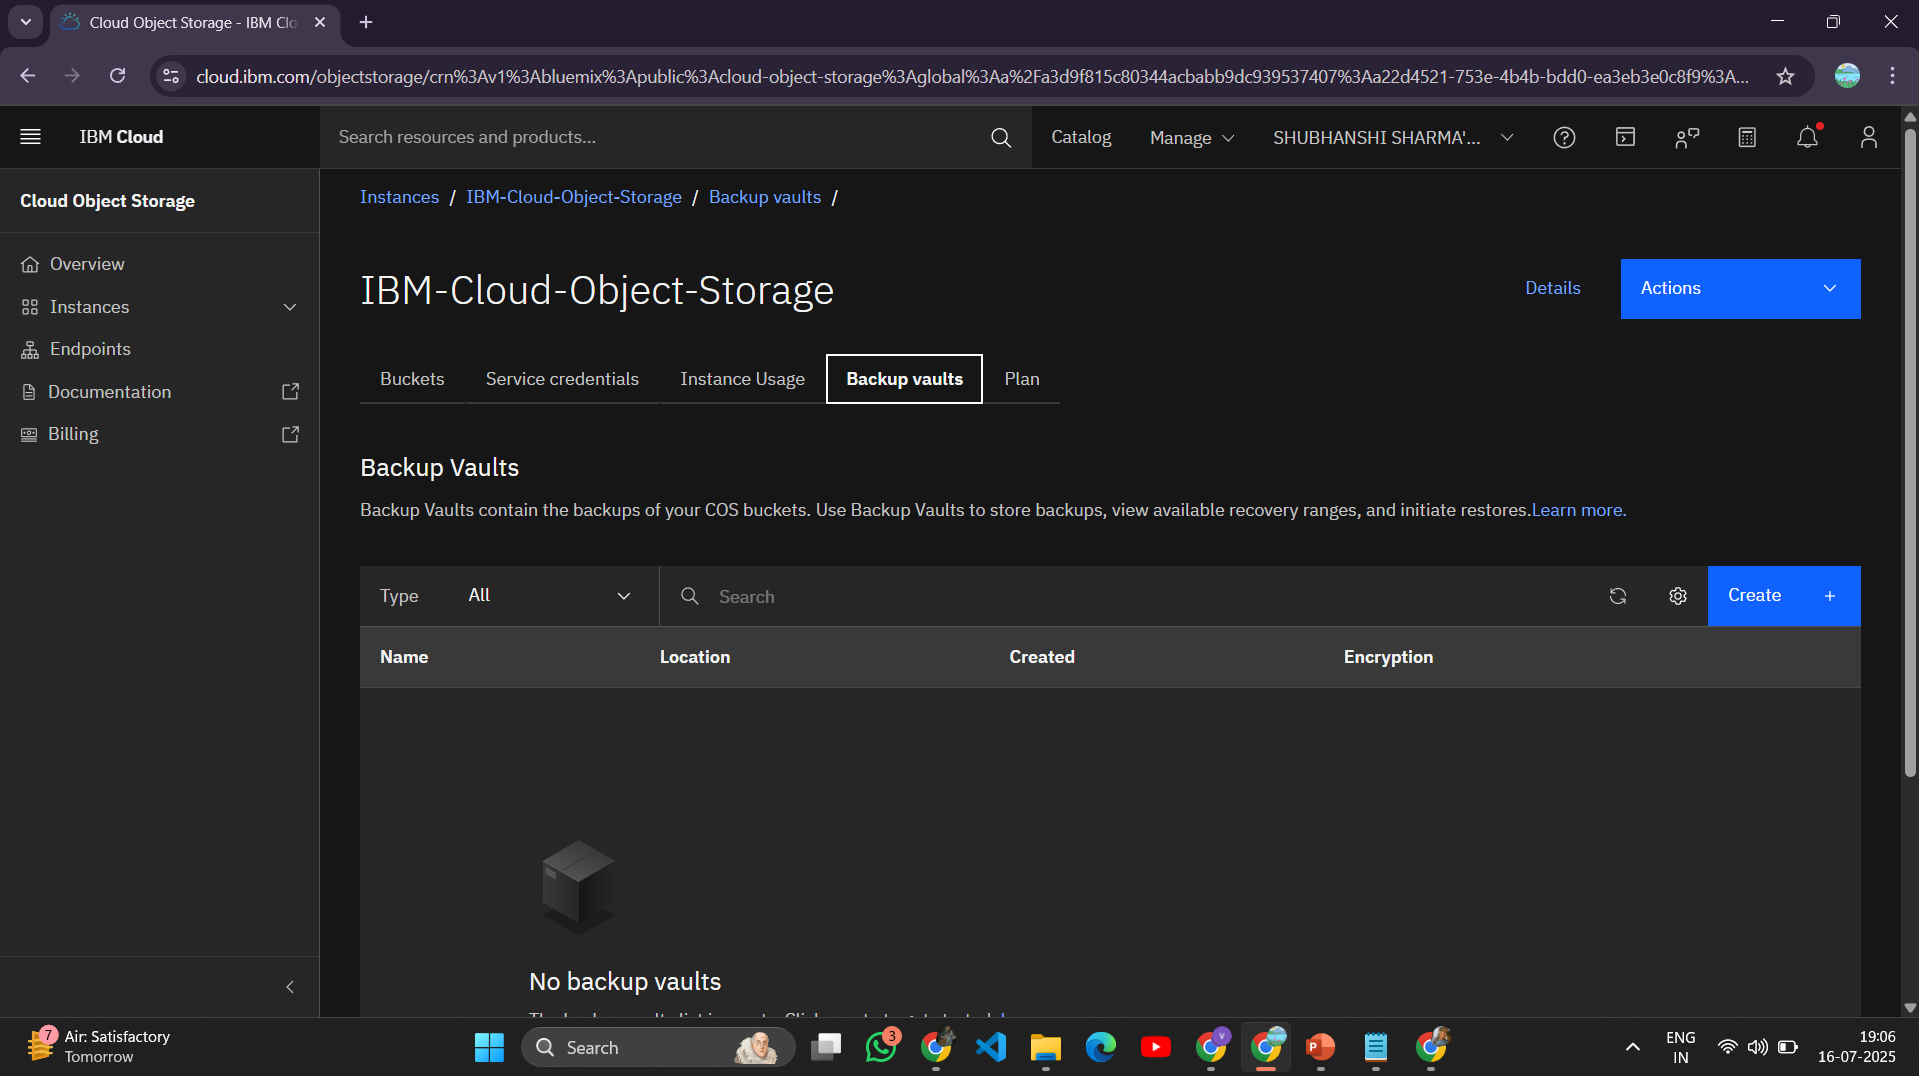 Cloud Object Storage - IBM Clo
cloud.ibm.com/objectstorage/crn%3Av1%3Abluemix%3Apublic%3Acloud-object-storage%3Aglobal%3Aa%2Fa3d9f815c80344acbabb9dc939537407%3Aa22d4521-753e-4b4b-bdd0-ea3eb3e0c8f9%3A...
IBM Cloud
Search resources and products...
Catalog
Manage
SHUBHANSHI SHARMA'...
Cloud Object Storage
Overview
Instances
Endpoints
Documentation
Billing
Instances / IBM-Cloud-Object-Storage / Backup vaults /
IBM-Cloud-Object-Storage
Details
Actions
Buckets
Service credentials
Instance Usage
Backup vaults
Plan
Backup Vaults
Backup Vaults contain the backups of your COS buckets. Use Backup Vaults to store backups, view available recovery ranges, and initiate restores.Learn more.
Type
All
Search
Create +
Name
Location
Created
Encryption
No backup vaults
7
Air: Satisfactory
Tomorrow
Search
3
V
ENG
IN
19:06
16-07-2025